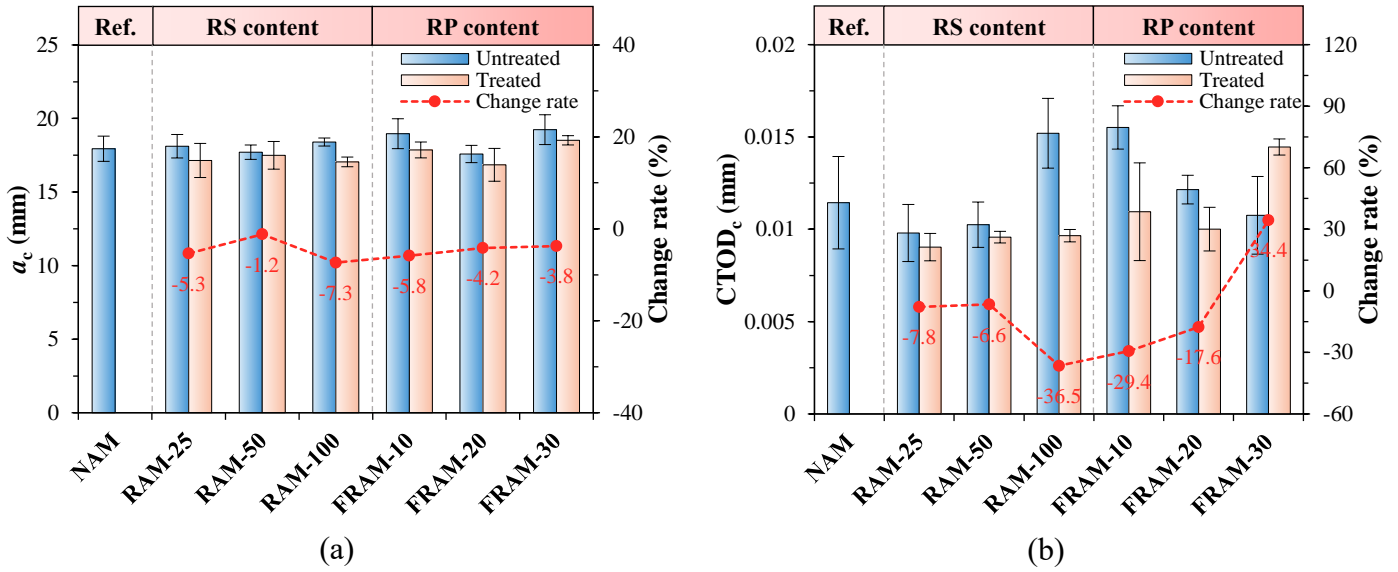 Ref. RS content RP content
25 40
Untreated
Treated
Change rate
20 20
15 0
10
-20
5
0 -40
-5.3 -1.2 -7.3 -5.8 -4.2 -3.8
a_c (mm)
Change rate (%)
NAM RAM-25 RAM-50 RAM-100 FRAM-10 FRAM-20 FRAM-30
(a)
Ref. RS content RP content
0.02 120
Untreated
Treated
Change rate
90
0.015
60
0.01 30
0
0.005
-30
0 -60
-7.8 -6.6 -36.5 -29.4 -17.6 34.4
CTOD_c (mm)
Change rate (%)
NAM RAM-25 RAM-50 RAM-100 FRAM-10 FRAM-20 FRAM-30
(b)